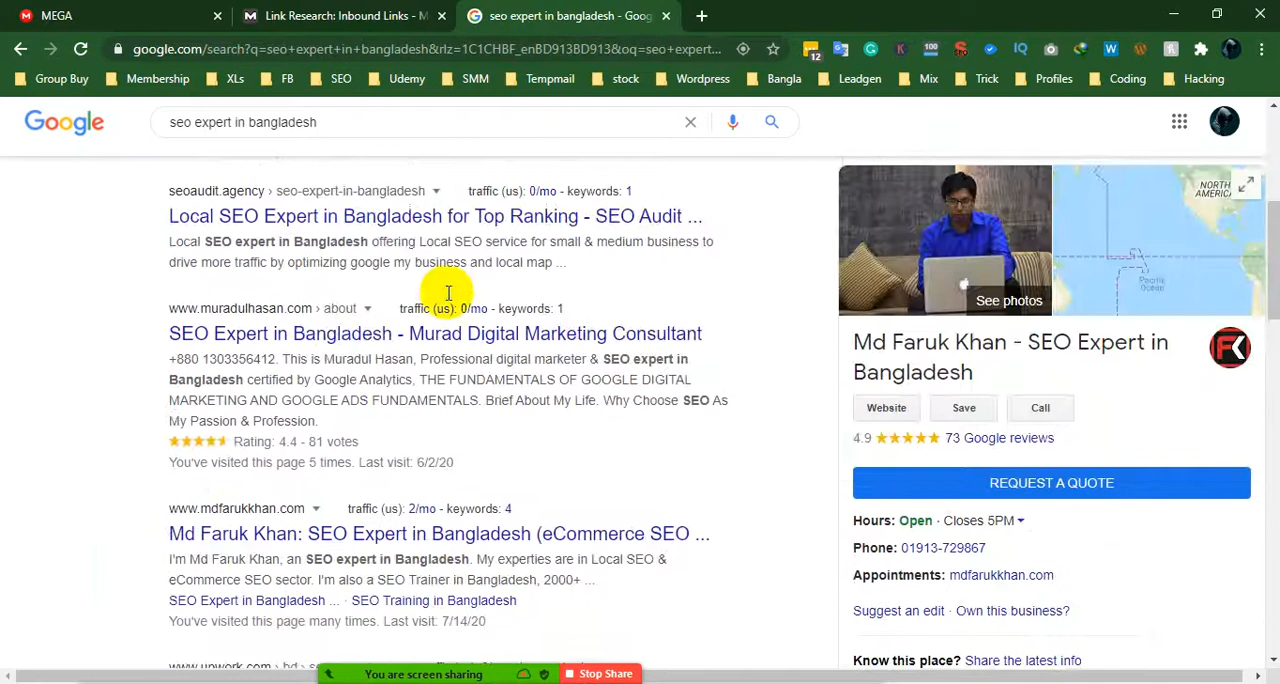 MEGA
Link Research: Inbound Links - M
seo expert in bangladesh - Goog
google.com/search?q=seo+expert+in+bangladesh&rlz=1C1CHBF_enBD913BD913&oq=seo+expert...
12
100
IQ
W
Group Buy
Membership
XLs
FB
SEO
Udemy
SMM
Tempmail
stock
Wordpress
Bangla
Leadgen
Mix
Trick
Profiles
Coding
Hacking
Google
seo expert in bangladesh
seoaudit.agency › seo-expert-in-bangladesh
traffic (us): 0/mo - keywords: 1
Local SEO Expert in Bangladesh for Top Ranking - SEO Audit ...
Local SEO expert in Bangladesh offering Local SEO service for small & medium business to
drive more traffic by optimizing google my business and local map ...
www.muradulhasan.com › about
traffic (us): 0/mo - keywords: 1
SEO Expert in Bangladesh - Murad Digital Marketing Consultant
+880 1303356412. This is Muradul Hasan, Professional digital marketer & SEO expert in
Bangladesh certified by Google Analytics, THE FUNDAMENTALS OF GOOGLE DIGITAL
MARKETING AND GOOGLE ADS FUNDAMENTALS. Brief About My Life. Why Choose SEO As
My Passion & Profession.
Rating: 4.4 - 81 votes
You've visited this page 5 times. Last visit: 6/2/20
www.mdfarukkhan.com
traffic (us): 2/mo - keywords: 4
Md Faruk Khan: SEO Expert in Bangladesh (eCommerce SEO ...
I'm Md Faruk Khan, an SEO expert in Bangladesh. My experties are in Local SEO &
eCommerce SEO sector. I'm also a SEO Trainer in Bangladesh, 2000+ ...
SEO Expert in Bangladesh ... · SEO Training in Bangladesh
You've visited this page many times. Last visit: 7/14/20
www.upwork.com › bd
NORTH
AMERICA
Pacific
Ocean
See photos
Md Faruk Khan - SEO Expert in
Bangladesh
Website
Save
Call
4.9
73 Google reviews
REQUEST A QUOTE
Hours: Open · Closes 5PM
Phone: 01913-729867
Appointments: mdfarukkhan.com
Suggest an edit · Own this business?
Know this place? Share the latest info
You are screen sharing
Stop Share